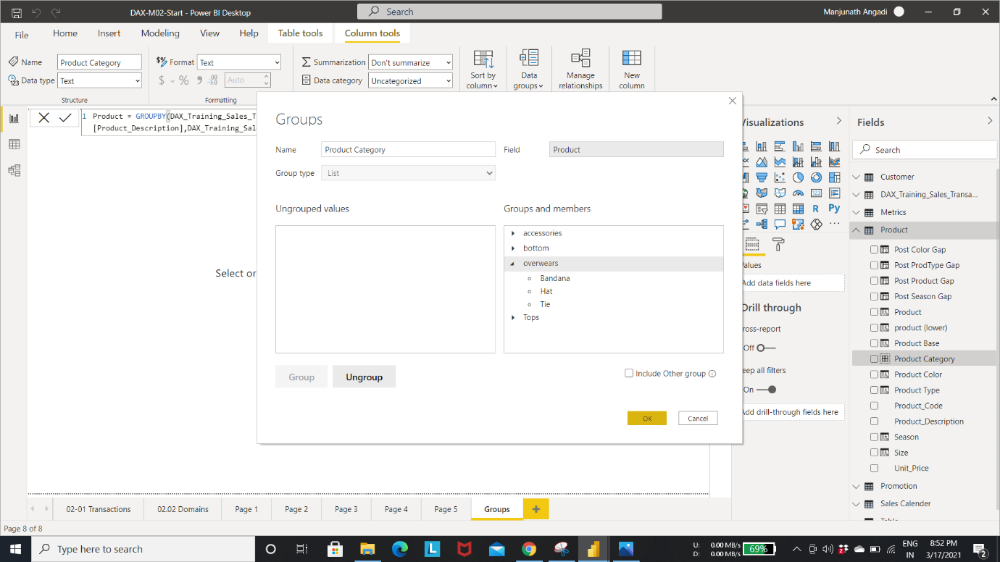 DAX-M02-Start - Power BI Desktop
Search
Manjunath Angadi
File Home Insert Modeling View Help Table tools Column tools
Name Product Category
$% Format Text
Summarization Don't summarize
Data type Text
$ % 9 .00 Auto
Data category Uncategorized
Sort by column
Data groups
Manage relationships
New column
Structure
Formatting
1 Product = GROUPBY(DAX_Training_Sales_T
[Product_Description],DAX_Training_Sal
Select or
Groups
Name Product Category Field Product
Group type List
Ungrouped values
Groups and members
accessories
bottom
overwears
Bandana
Hat
Tie
Tops
Group Ungroup
Include Other group
OK Cancel
Visualizations
123
R Py
...
Values
Add data fields here
Drill through
ross-report
Off
eep all filters
On
Add drill-through fields here
Fields
Search
Customer
DAX_Training_Sales_Transa...
Metrics
Product
Post Color Gap
Post ProdType Gap
Post Product Gap
Post Season Gap
Product
product (lower)
Product Base
Product Category
Product Color
Product Type
Product_Code
Product_Description
Season
Size
Unit_Price
Promotion
Sales Calender
02-01 Transactions 02.02 Domains Page 1 Page 2 Page 3 Page 4 Page 5 Groups +
Page 8 of 8
Type here to search
L
U: 0.00 MB/s
D: 0.00 MB/s
69%
2
ENG
IN
8:52 PM
3/17/2021
2